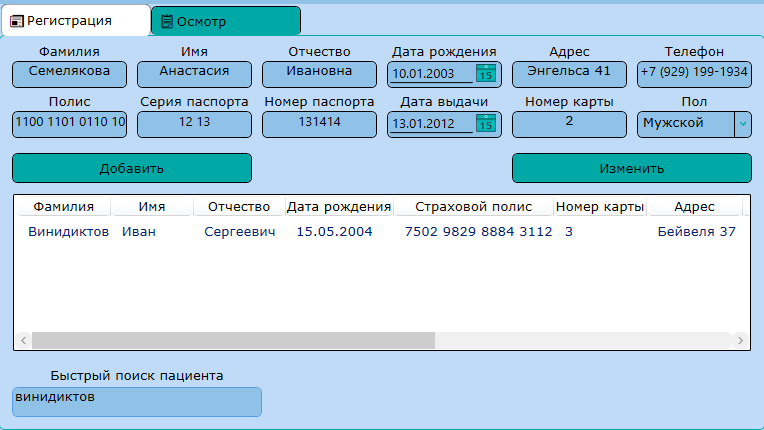 Регистрация Осмотр
Фамилия Имя Отчество Дата рождения Адрес Телефон
Семелякова Анастасия Ивановна 10.01.2003 15 Энгельса 41 +7 (929) 199-1934
Полис Серия паспорта Номер паспорта Дата выдачи Номер карты Пол
1100 1101 0110 10 12 13 131414 13.01.2012 15 2 Мужской
Добавить Изменить
Фамилия Имя Отчество Дата рождения Страховой полис Номер карты Адрес
Винидиктов Иван Сергеевич 15.05.2004 7502 9829 8884 3112 3 Бейвеля 37
Быстрый поиск пациента
винидиктов